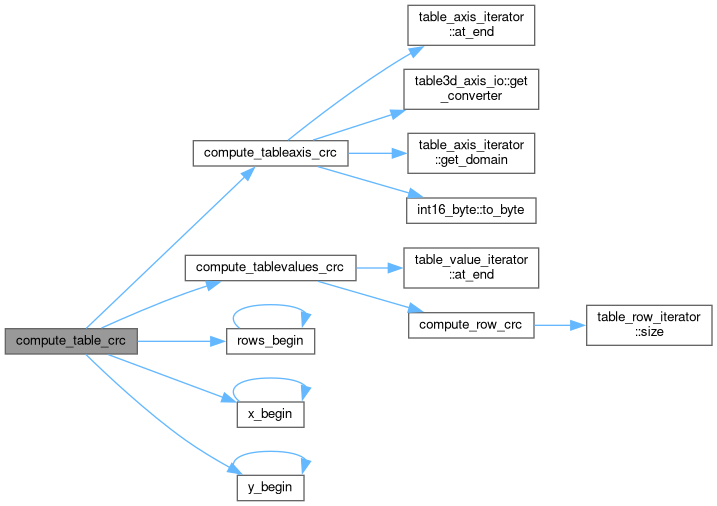 table_axis_iterator
::at_end
table3d_axis_io::get
_converter
compute_tableaxis_crc
table_axis_iterator
::get_domain
int16_byte::to_byte
compute_tablevalues_crc
table_value_iterator
::at_end
compute_row_crc
table_row_iterator
::size
compute_table_crc
rows_begin
x_begin
y_begin